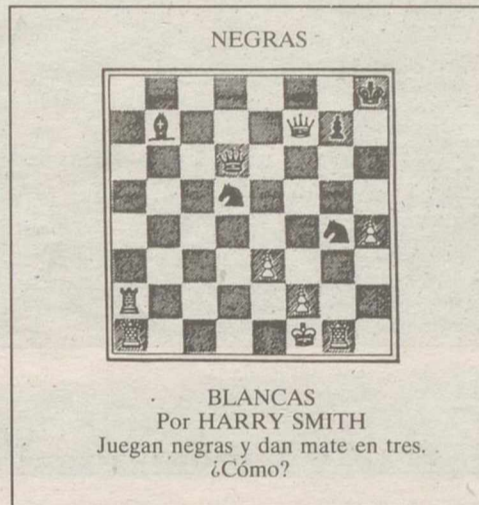 NEGRAS
BLANCAS
Por HARRY SMITH
Juegan negras y dan mate en tres.
¿Cómo?